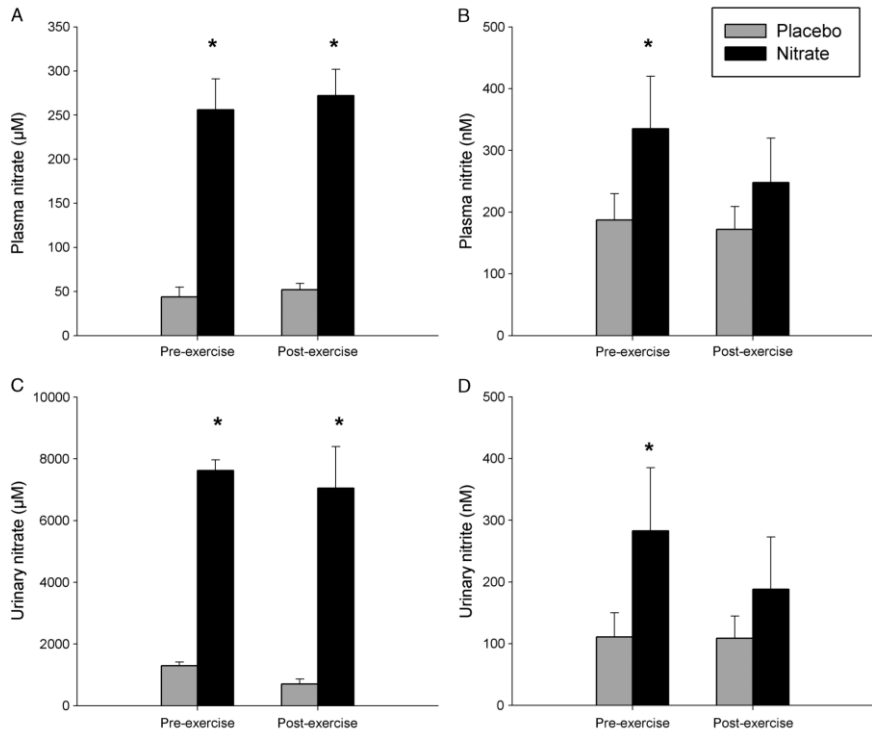 A
Plasma nitrate (µM)
350
300
250
200
150
100
50
0
*
*
Pre-exercise
Post-exercise
B
Placebo
Nitrate
Plasma nitrite (nM)
500
400
300
200
100
0
*
Pre-exercise
Post-exercise
C
Urinary nitrate (µM)
10000
8000
6000
4000
2000
0
*
*
Pre-exercise
Post-exercise
D
Urinary nitrite (nM)
500
400
300
200
100
0
*
Pre-exercise
Post-exercise